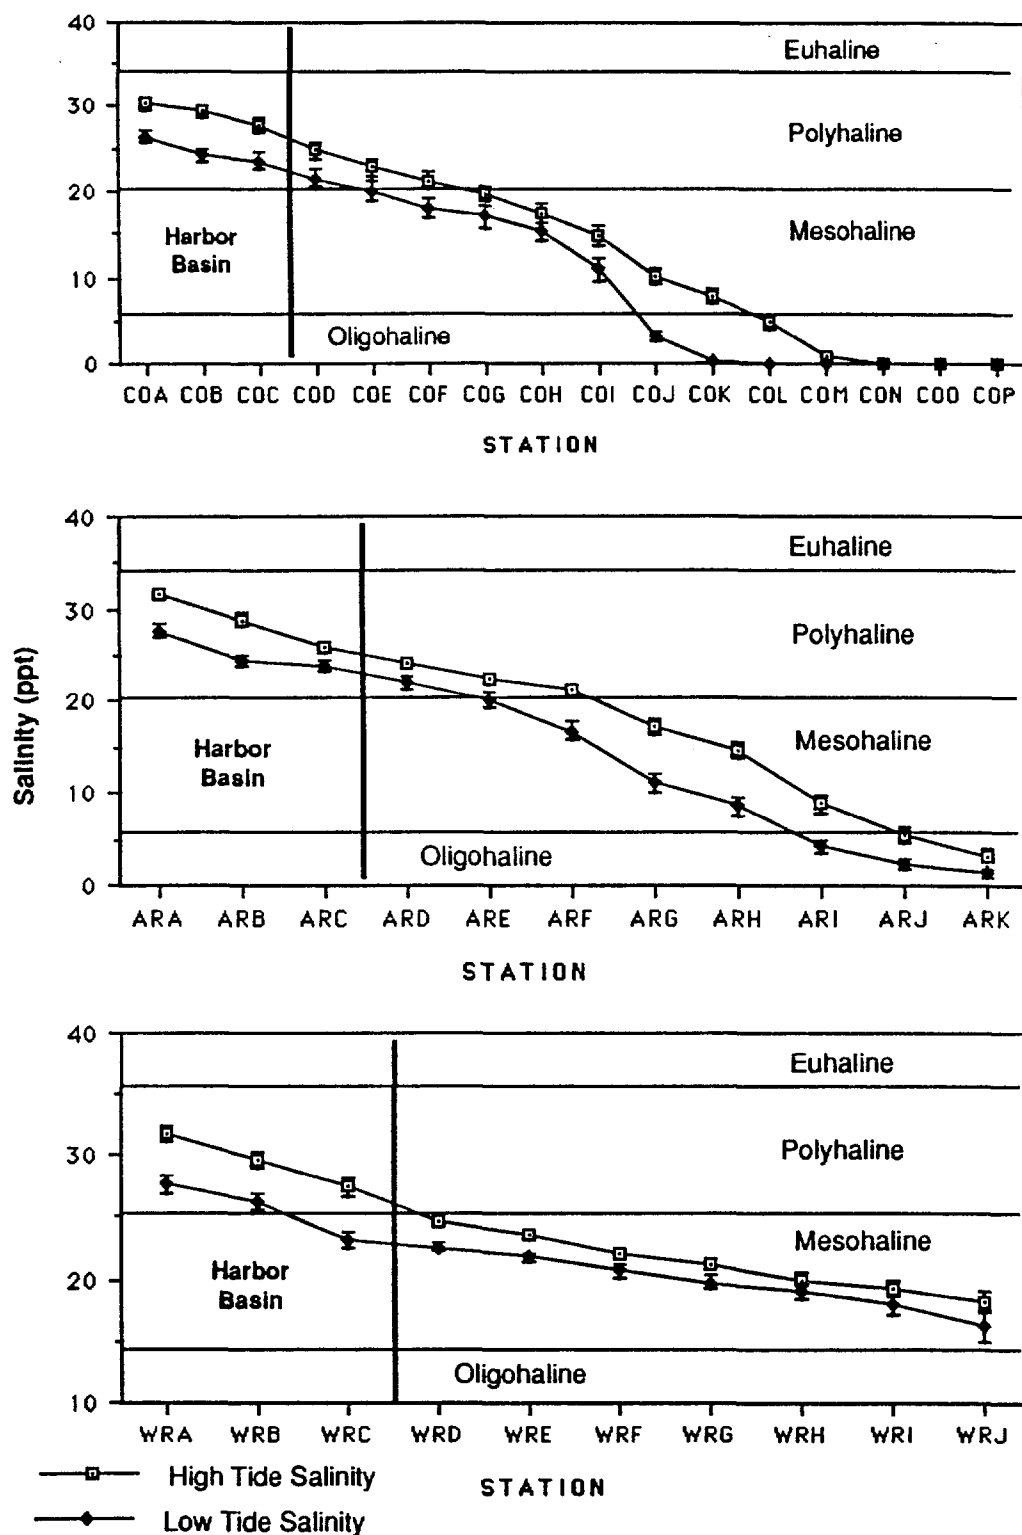 40
Euhaline
30
Polyhaline
20
Harbor
Basin
Mesohaline
10
Oligohaline
0
COA COB COC COD COE COF COG COH COI COJ COK COL COM CON COO COP
STATION
40
Euhaline
30
Polyhaline
Salinity (ppt)
20
Harbor
Basin
Mesohaline
10
Oligohaline
0
ARA ARB ARC ARD ARE ARF ARG ARH ARI ARJ ARK
STATION
40
Euhaline
30
Polyhaline
Mesohaline
20
Harbor
Basin
Oligohaline
10
WRA WRB WRC WRD WRE WRF WRG WRH WRI WRJ
High Tide Salinity
STATION
Low Tide Salinity